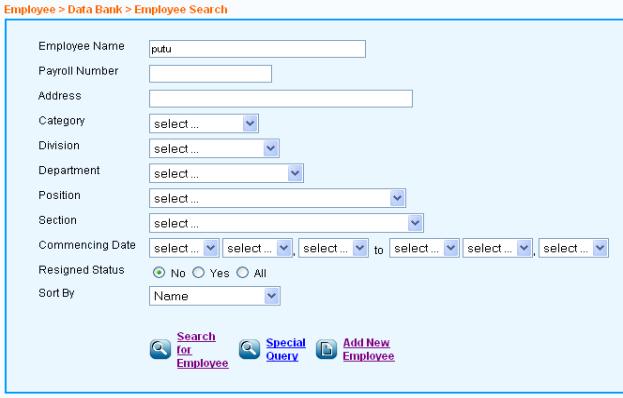 Employee > Data Bank > Employee Search
Employee Name putu
Payroll Number
Address
Category select ...
Division select ...
Department select ...
Position select ...
Section select ...
Commencing Date select ... select ... , select ... to select ... select ... , select ...
Resigned Status No Yes All
Sort By Name
Search
for
Employee
Special
Query
Add New
Employee